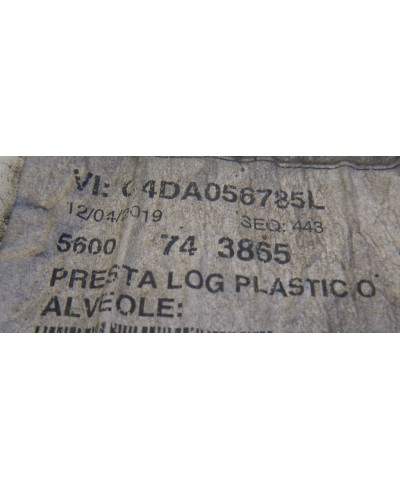 VI: 04DA056785L
12/04/2019 SEQ: 443
5600 74 3865
PRESTA LOG PLASTIC O
ALVEOLE: